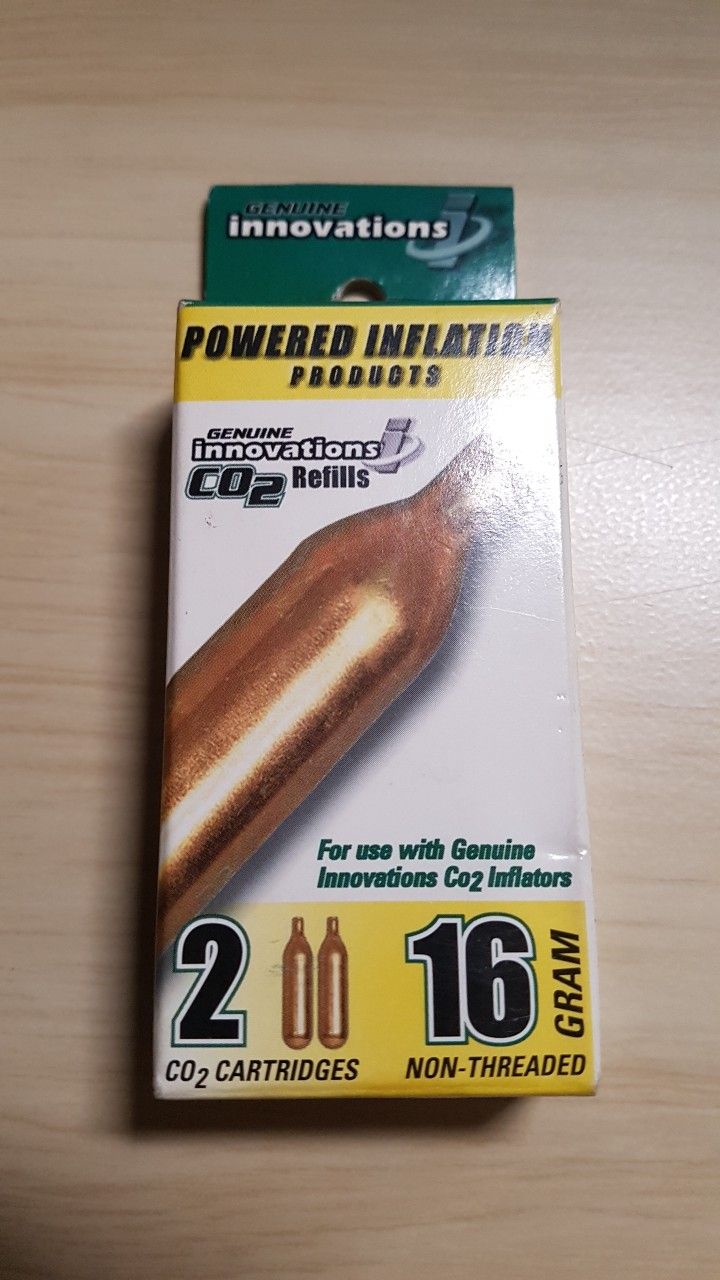 GENUINE
innovations
POWERED INFLATION
PRODUCTS
GENUINE
innovations
CO2 Refills
For use with Genuine
Innovations Co2 Inflators
2 16 GRAM
CO2 CARTRIDGES NON-THREADED